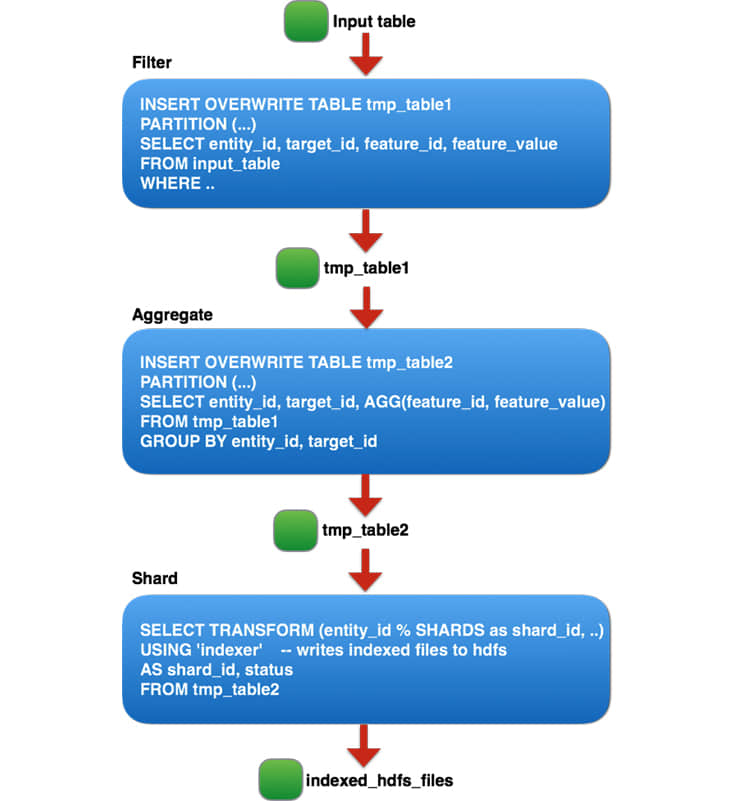 Input table
Filter
INSERT OVERWRITE TABLE tmp_table1
PARTITION (...)
SELECT entity_id, target_id, feature_id, feature_value
FROM input_table
WHERE ..
tmp_table1
Aggregate
INSERT OVERWRITE TABLE tmp_table2
PARTITION (...)
SELECT entity_id, target_id, AGG(feature_id, feature_value)
FROM tmp_table1
GROUP BY entity_id, target_id
tmp_table2
Shard
SELECT TRANSFORM (entity_id % SHARDS as shard_id, ..)
USING 'indexer' -- writes indexed files to hdfs
AS shard_id, status
FROM tmp_table2
indexed_hdfs_files